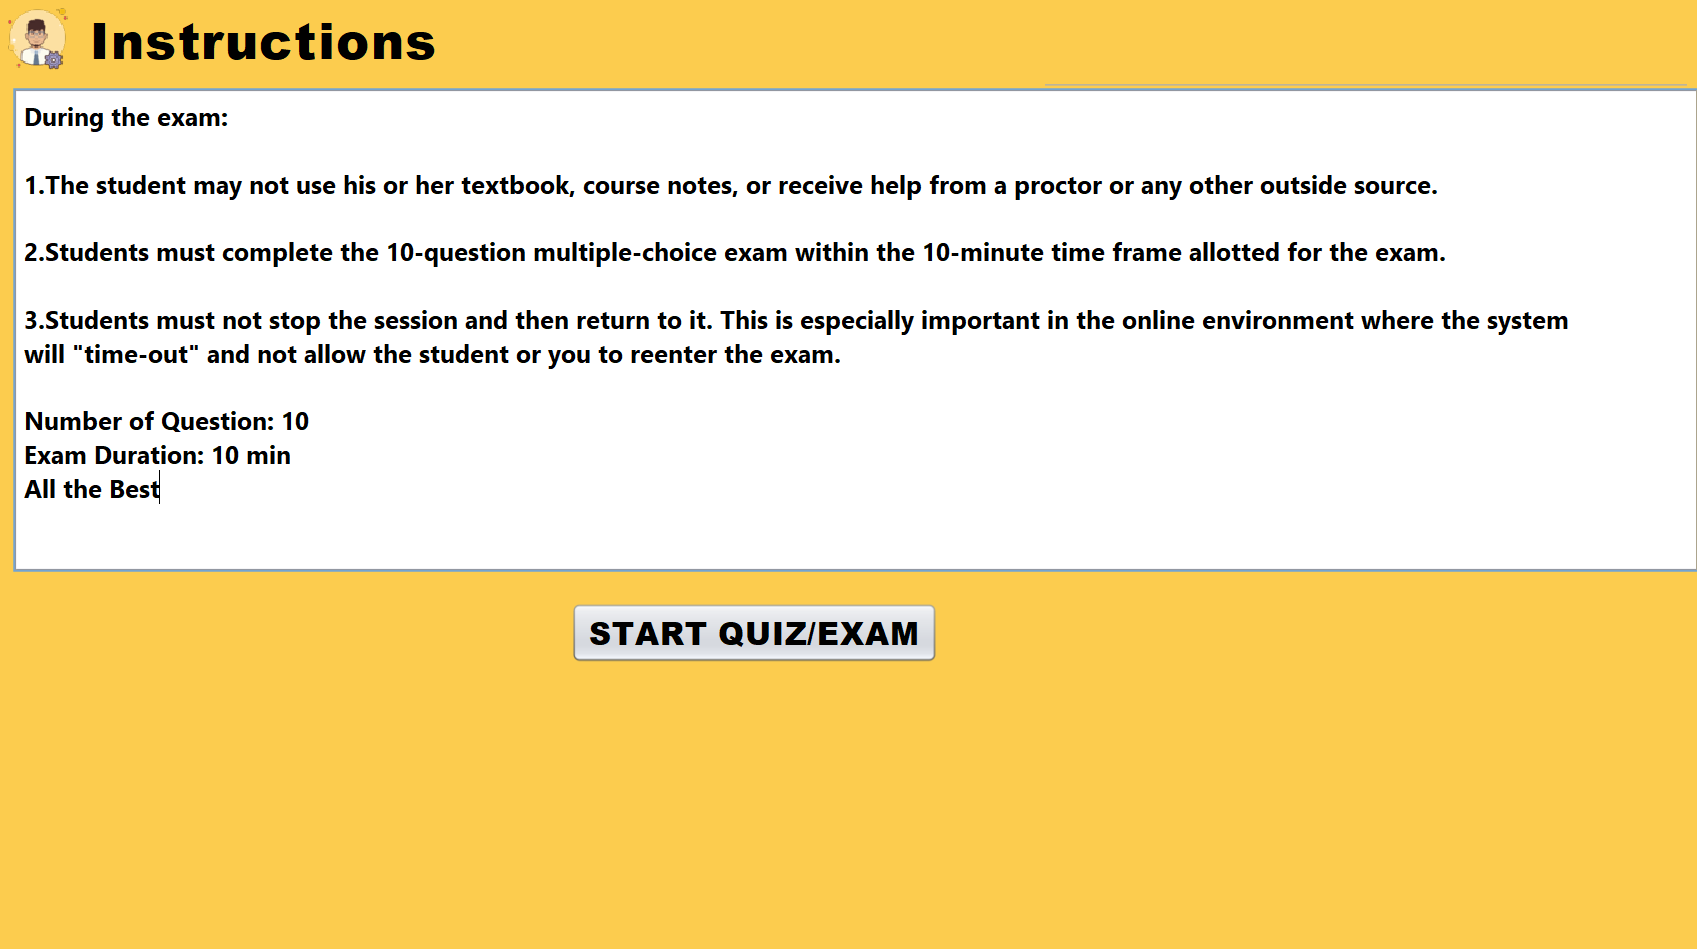 Instructions
During the exam:
1.The student may not use his or her textbook, course notes, or receive help from a proctor or any other outside source.
2.Students must complete the 10-question multiple-choice exam within the 10-minute time frame allotted for the exam.
3.Students must not stop the session and then return to it. This is especially important in the online environment where the system
will "time-out" and not allow the student or you to reenter the exam.
Number of Question: 10
Exam Duration: 10 min
All the Best
START QUIZ/EXAM